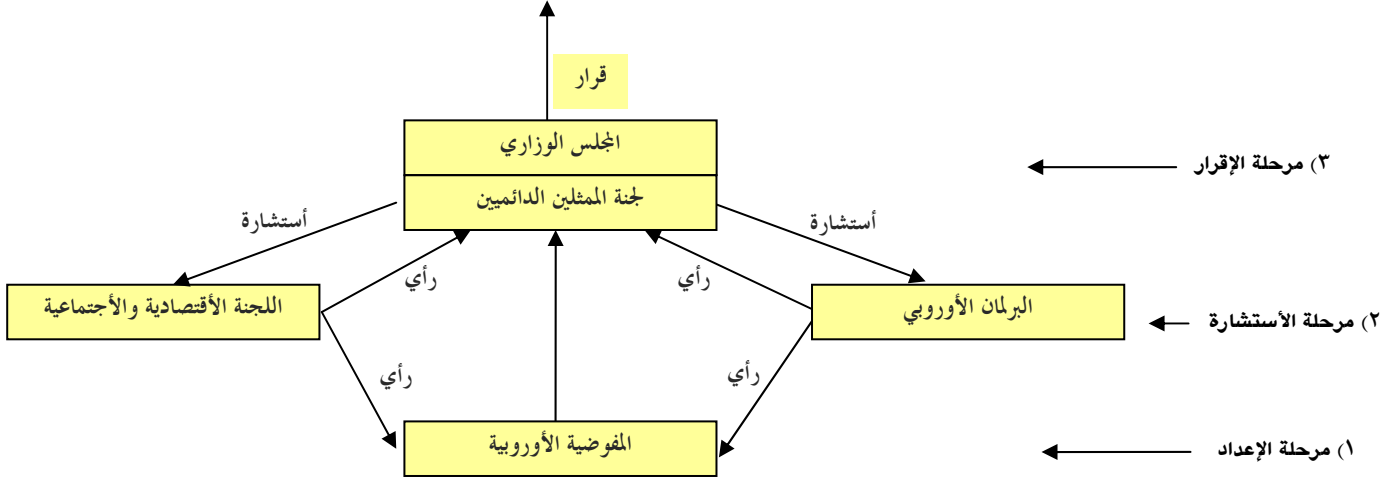 قرار
المجلس الوزاري
٣) مرحلة الإقرار
لجنة الممثلين الدائميين
أستشارة
أستشارة
رأي
رأي
البرلمان الأوروبي
اللجنة الأقتصادية والأجتماعية
٢) مرحلة الأستشارة
رأي
رأي
المفوضية الأوروبية
١) مرحلة الإعداد